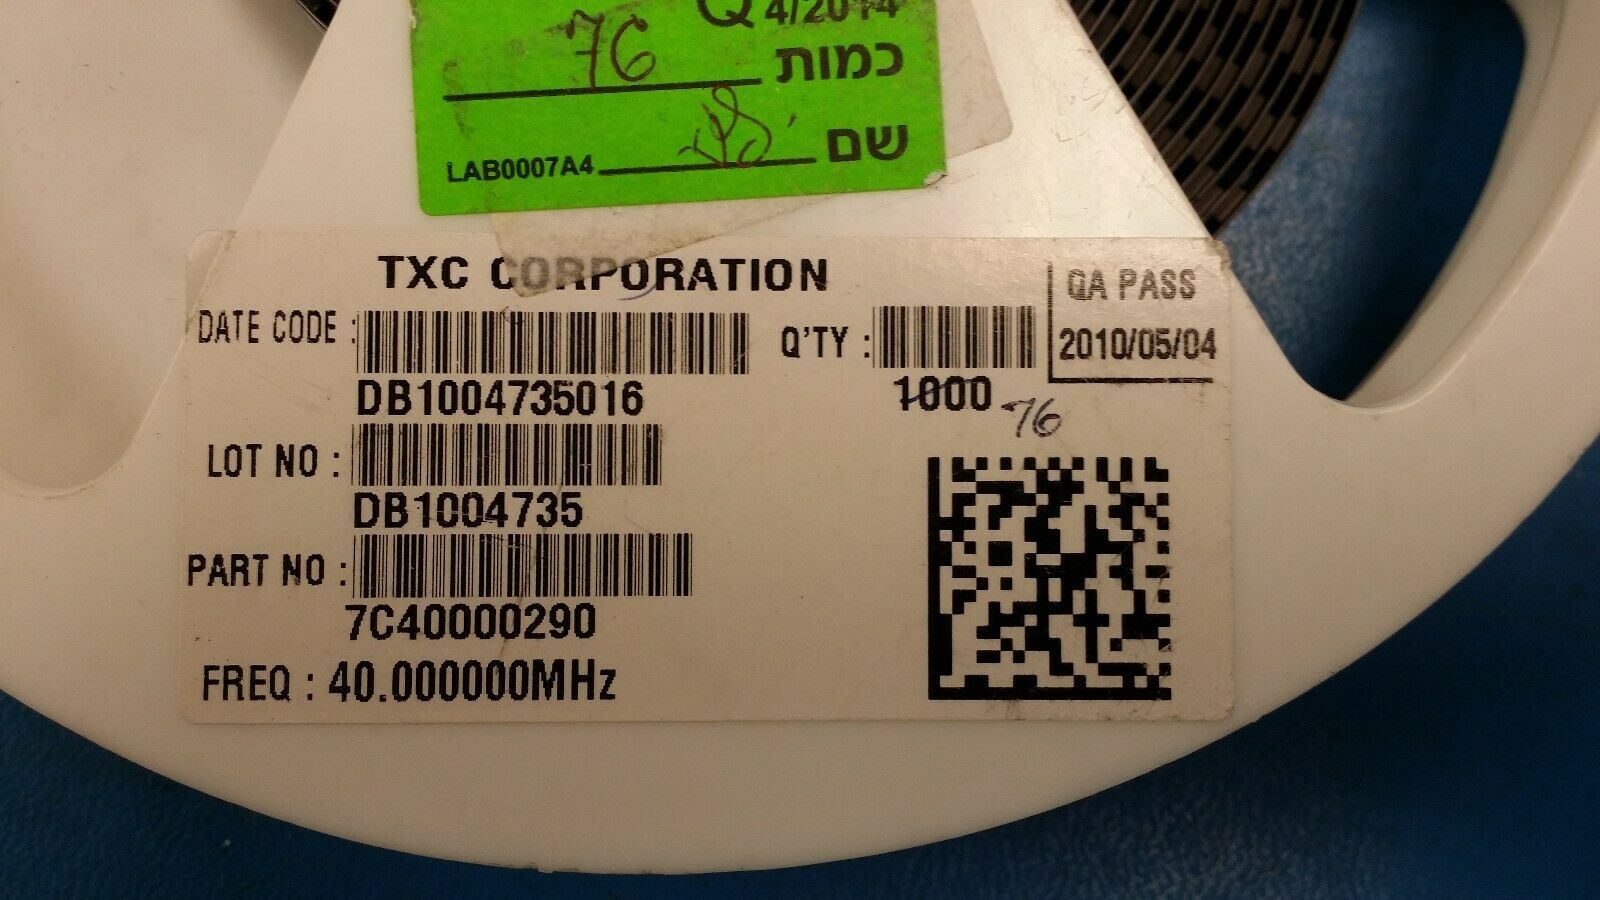 Q 4/2014
כמות 76
שם
LAB0007A4
TXC CORPORATION
QA PASS
2010/05/04
DATE CODE :
DB1004735016
Q'TY :
1000 76
LOT NO :
DB1004735
PART NO :
7C40000290
FREQ : 40.000000MHz